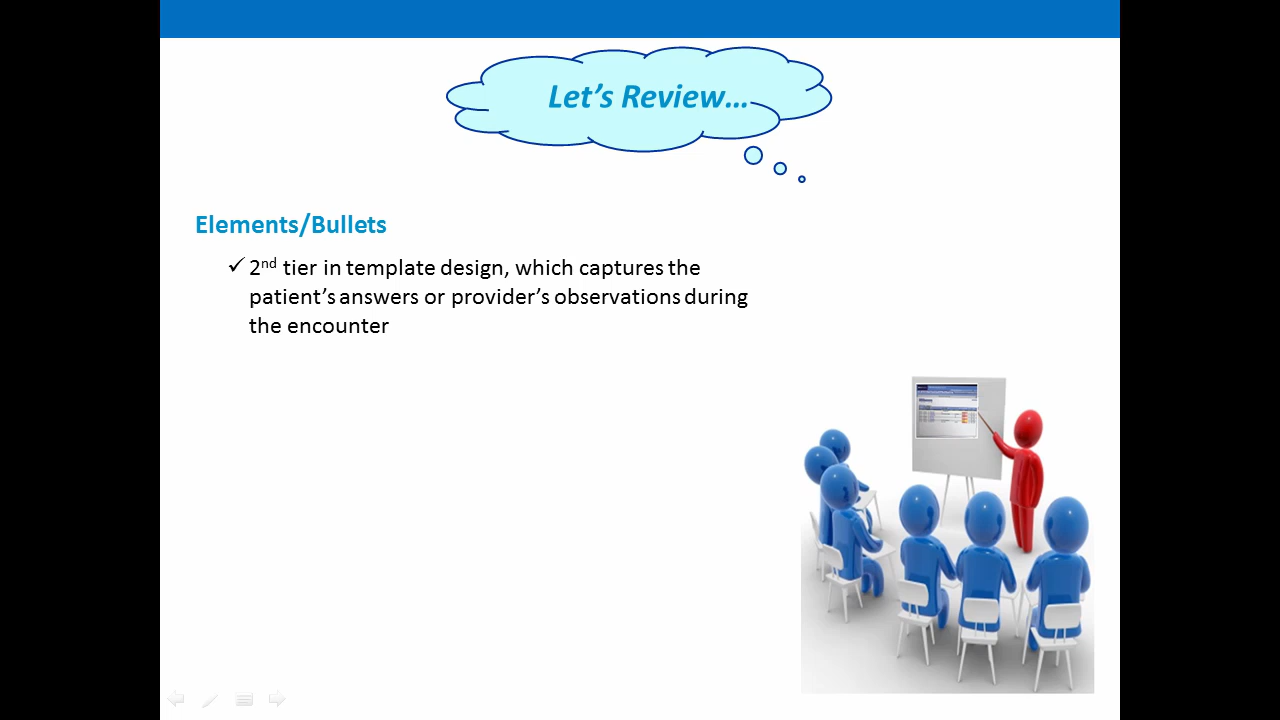 Let's Review...
Elements/Bullets
✓ 2nd tier in template design, which captures the
patient's answers or provider's observations during
the encounter